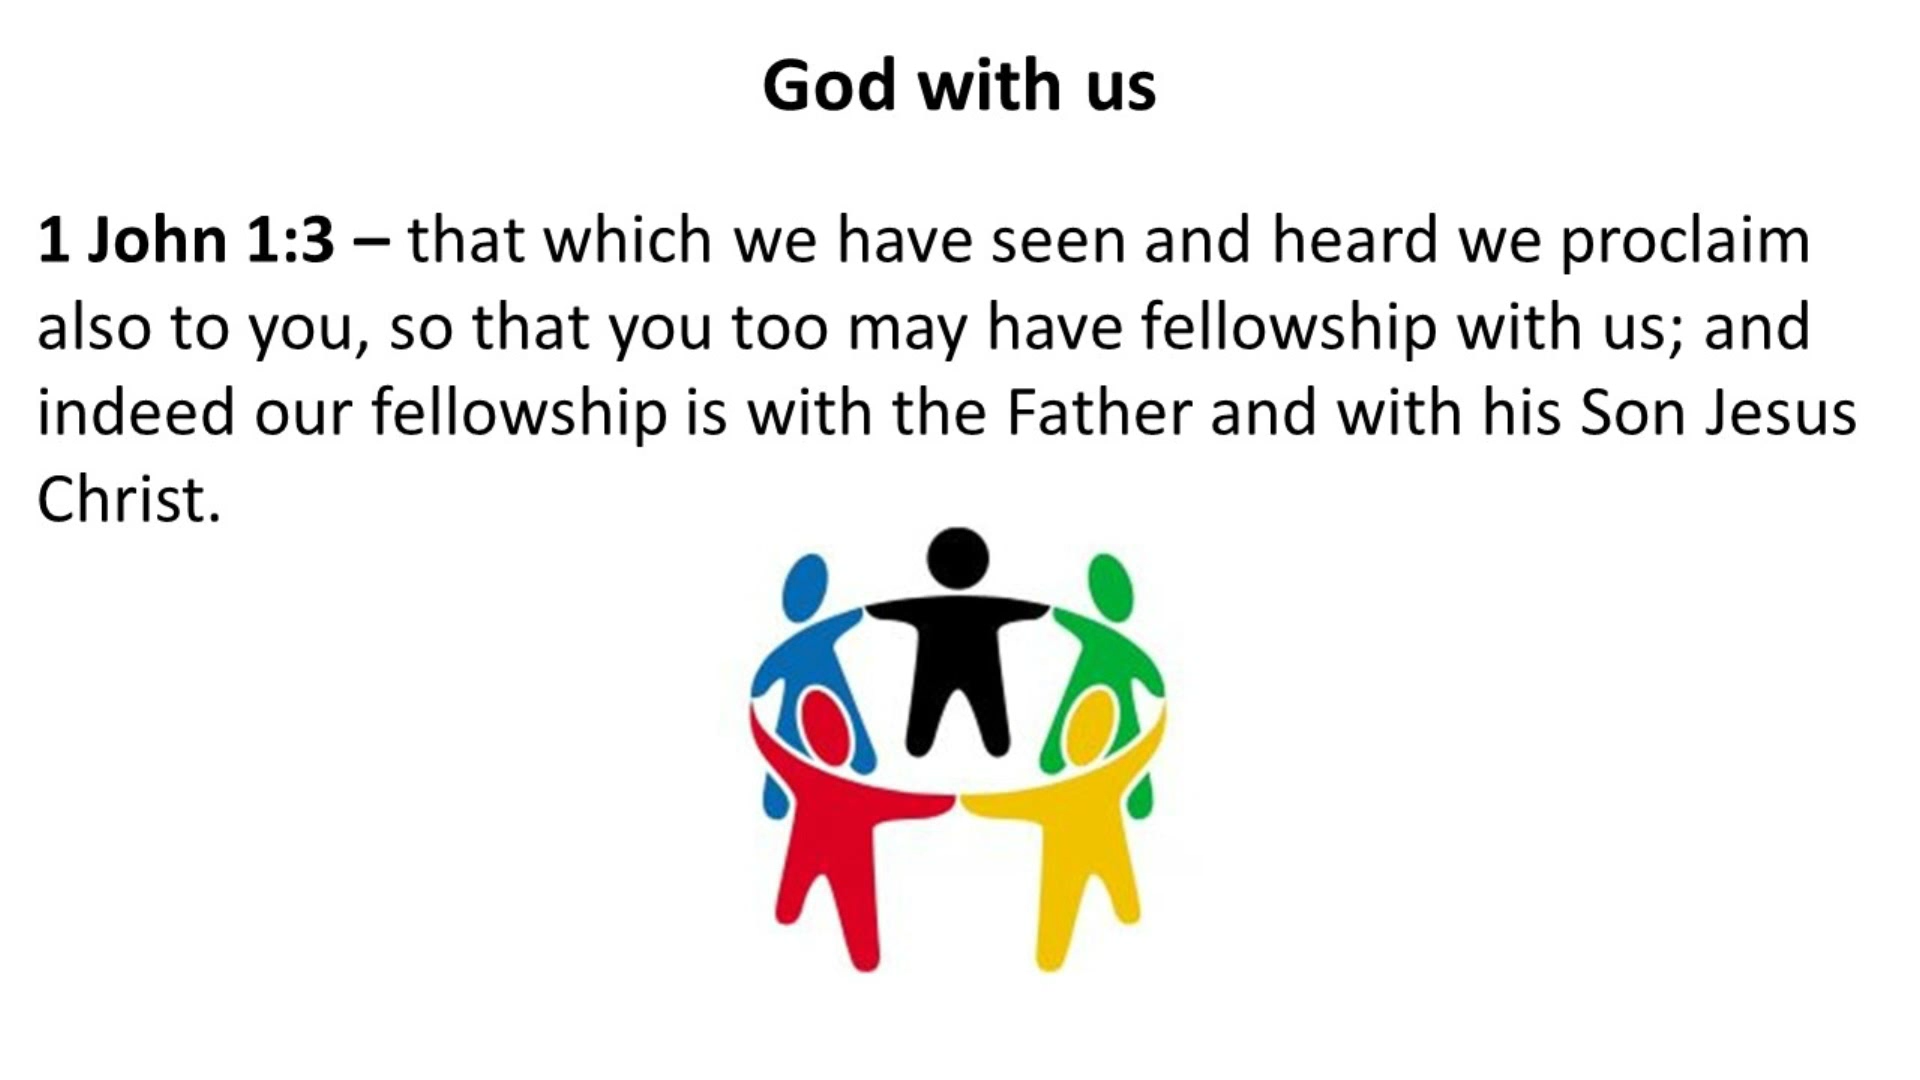 God with us
1 John 1:3 – that which we have seen and heard we proclaim
also to you, so that you too may have fellowship with us; and
indeed our fellowship is with the Father and with his Son Jesus
Christ.